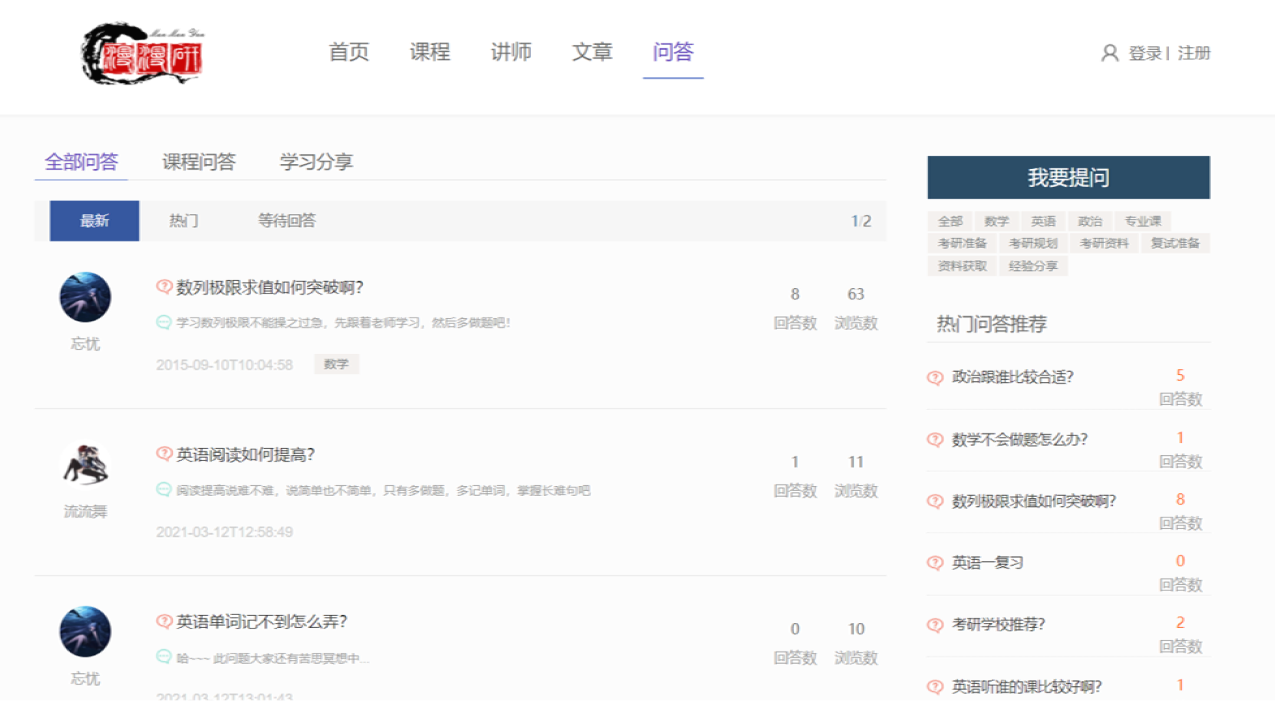 Man Man Yan
漫漫研
首页 课程 讲师 文章 问答
登录 | 注册
全部问答 课程问答 学习分享
最新 热门 等待回答 1/2
数列极限求值如何突破啊?
学习数列极限不能操之过急，先跟着老师学习，然后多做题吧!
忘忧
2015-09-10T10:04:58 数学
8 63
回答数 浏览数
英语阅读如何提高?
阅读提高说难不难，说简单也不简单，只有多做题，多记单词，掌握长难句吧
流流舞
2021-03-12T12:58:49
1 11
回答数 浏览数
英语单词记不到怎么弄?
哈~~~ 此问题大家还有苦思冥想中...
忘忧
2021-03-12T13:01:43
0 10
回答数 浏览数
我要提问
全部 数学 英语 政治 专业课
考研准备 考研规划 考研资料 复试准备
资料获取 经验分享
热门问答推荐
政治跟谁比较合适? 5
回答数
数学不会做题怎么办? 1
回答数
数列极限求值如何突破啊? 8
回答数
英语一复习 0
回答数
考研学校推荐? 2
回答数
英语听谁的课比较好啊? 1